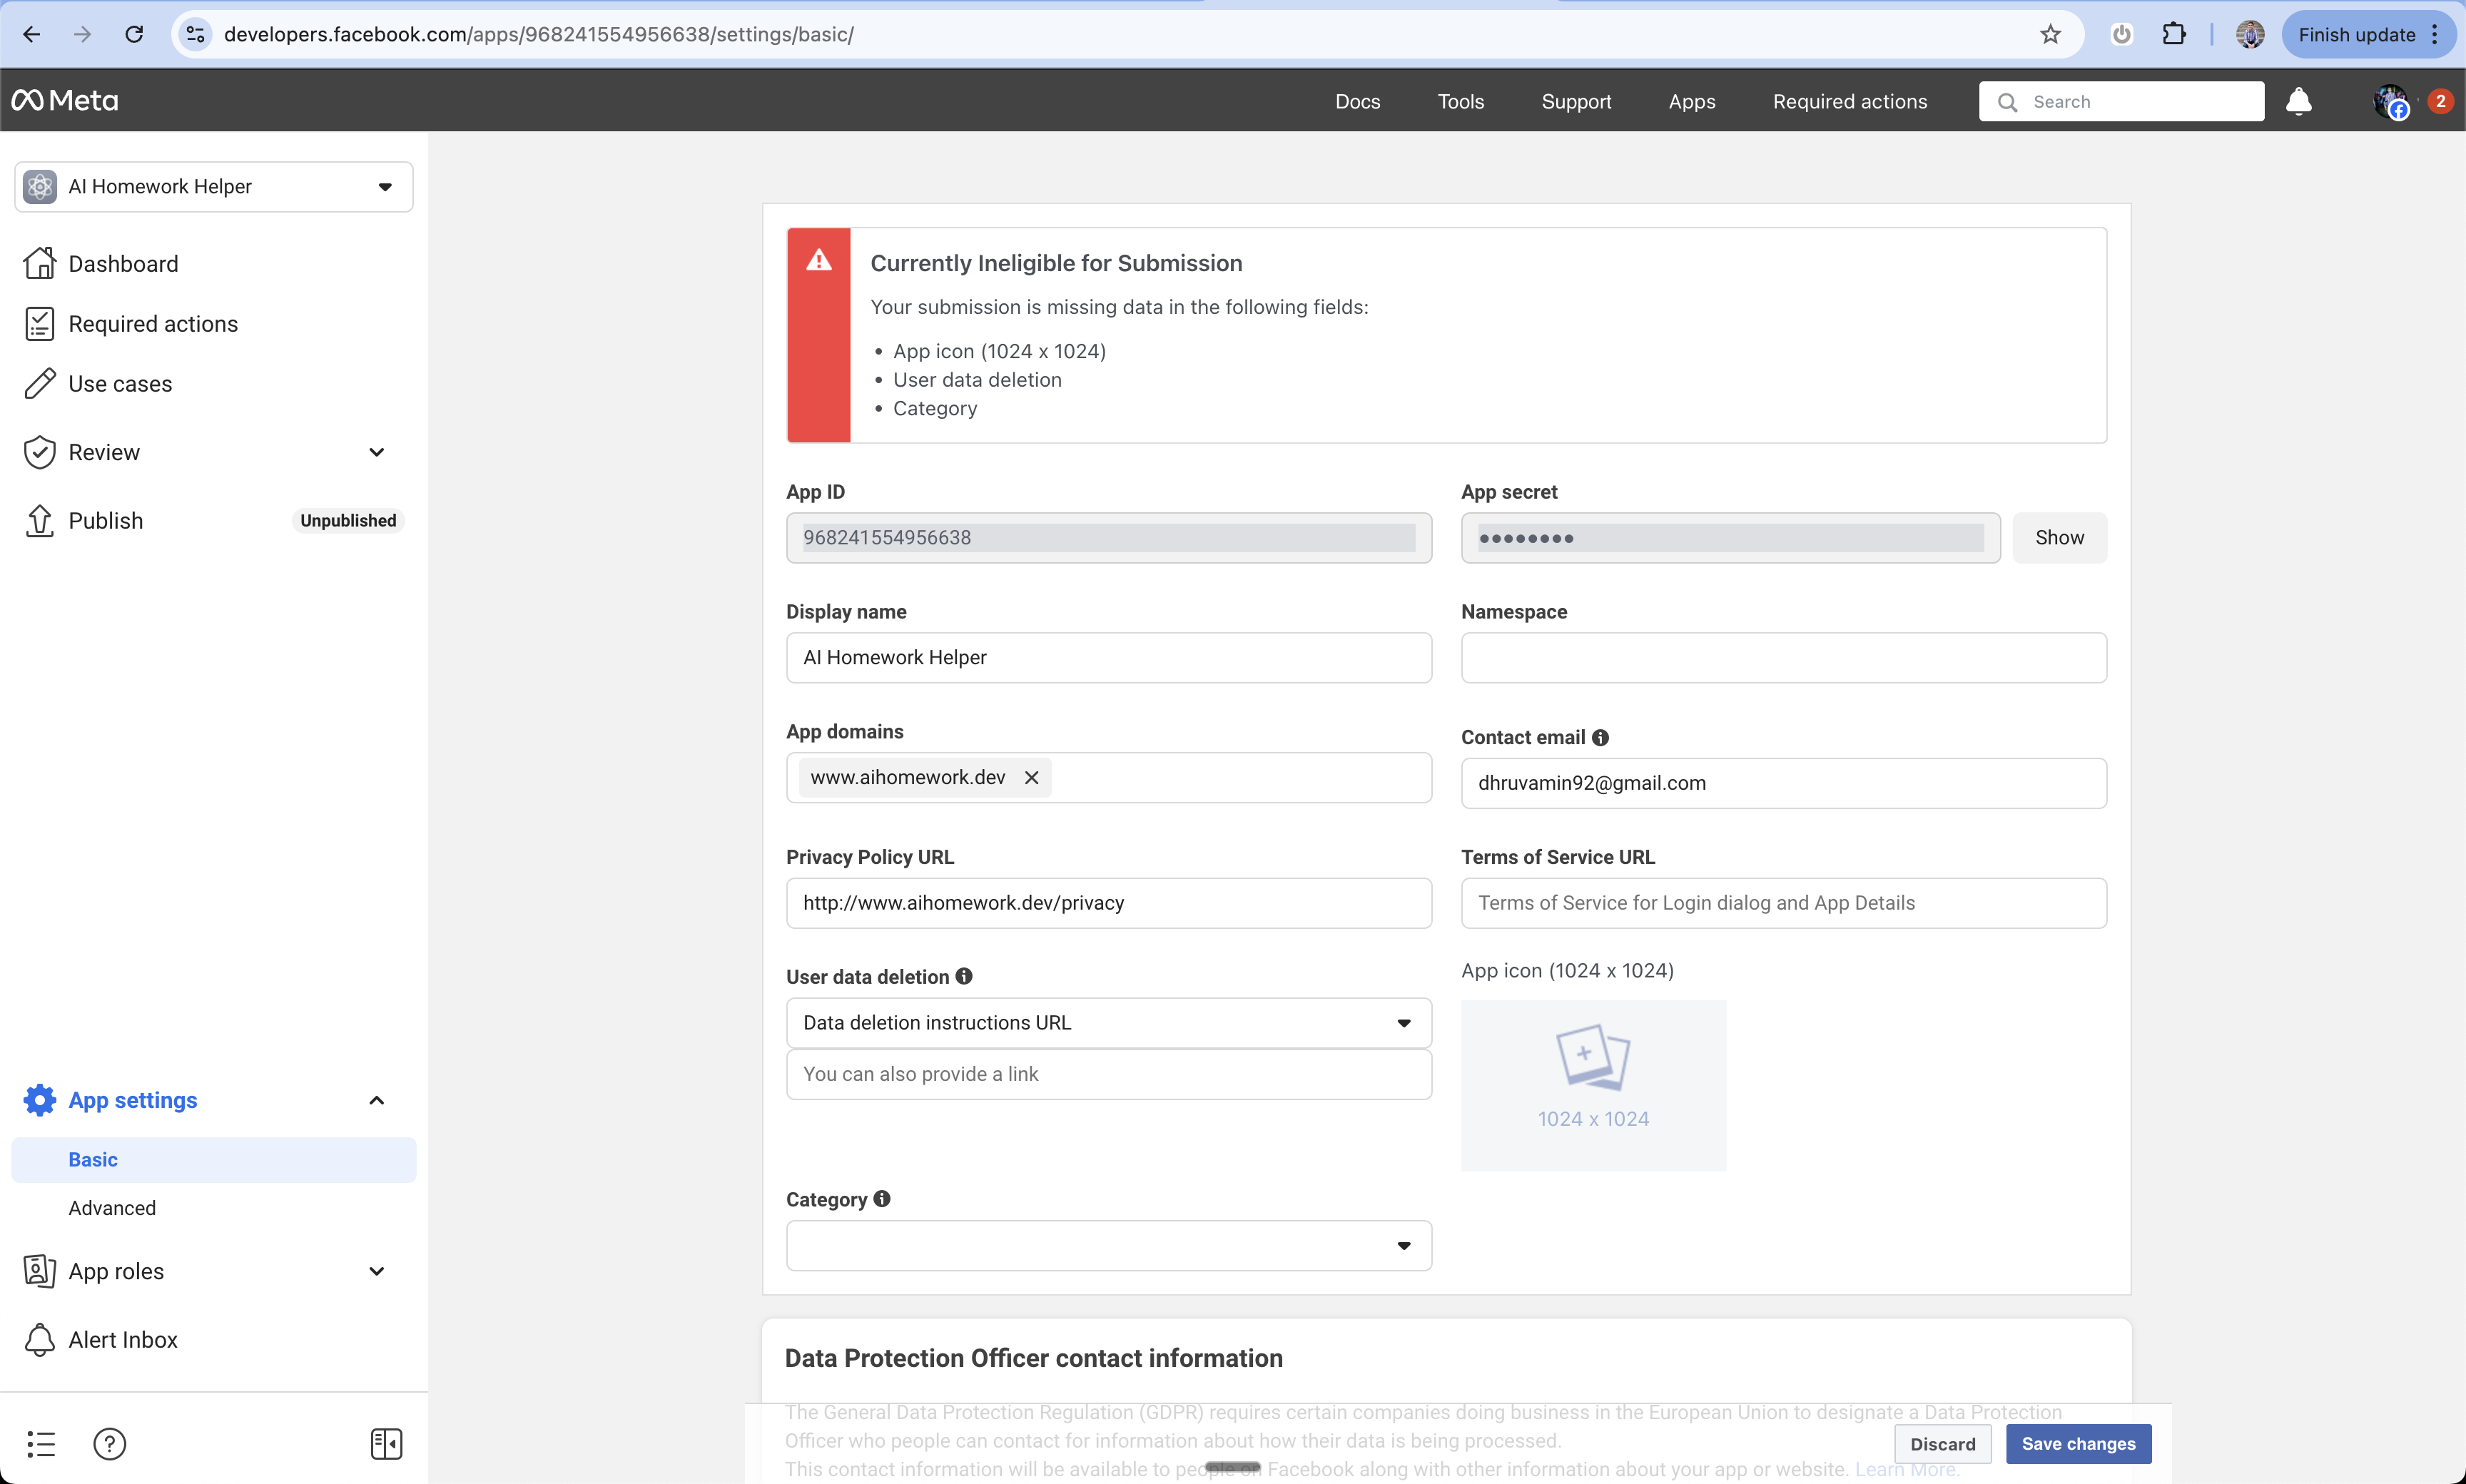 developers.facebook.com/apps/968241554956638/settings/basic/
Finish update
Meta
Docs
Tools
Support
Apps
Required actions
Search
2
AI Homework Helper
Dashboard
Required actions
Use cases
Review
Publish
Unpublished
App settings
Basic
Advanced
App roles
Alert Inbox
Currently Ineligible for Submission
Your submission is missing data in the following fields:
• App icon (1024 x 1024)
• User data deletion
• Category
App ID
968241554956638
App secret
●●●●●●●●
Show
Display name
AI Homework Helper
Namespace
App domains
www.aihomework.dev
Contact email
dhruvamin92@gmail.com
Privacy Policy URL
http://www.aihomework.dev/privacy
Terms of Service URL
Terms of Service for Login dialog and App Details
User data deletion
Data deletion instructions URL
You can also provide a link
App icon (1024 x 1024)
1024 x 1024
Category
Data Protection Officer contact information
The General Data Protection Regulation (GDPR) requires certain companies doing business in the European Union to designate a Data Protection
Officer who people can contact for information about how their data is being processed.
This contact information will be available to people on Facebook along with other information about your app or website. Learn More.
Discard
Save changes